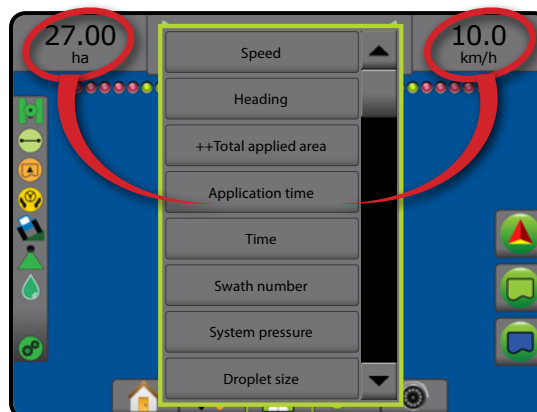 27.00
ha
10.0
km/h
Speed
Heading
++Total applied area
Application time
Time
Swath number
System pressure
Droplet size